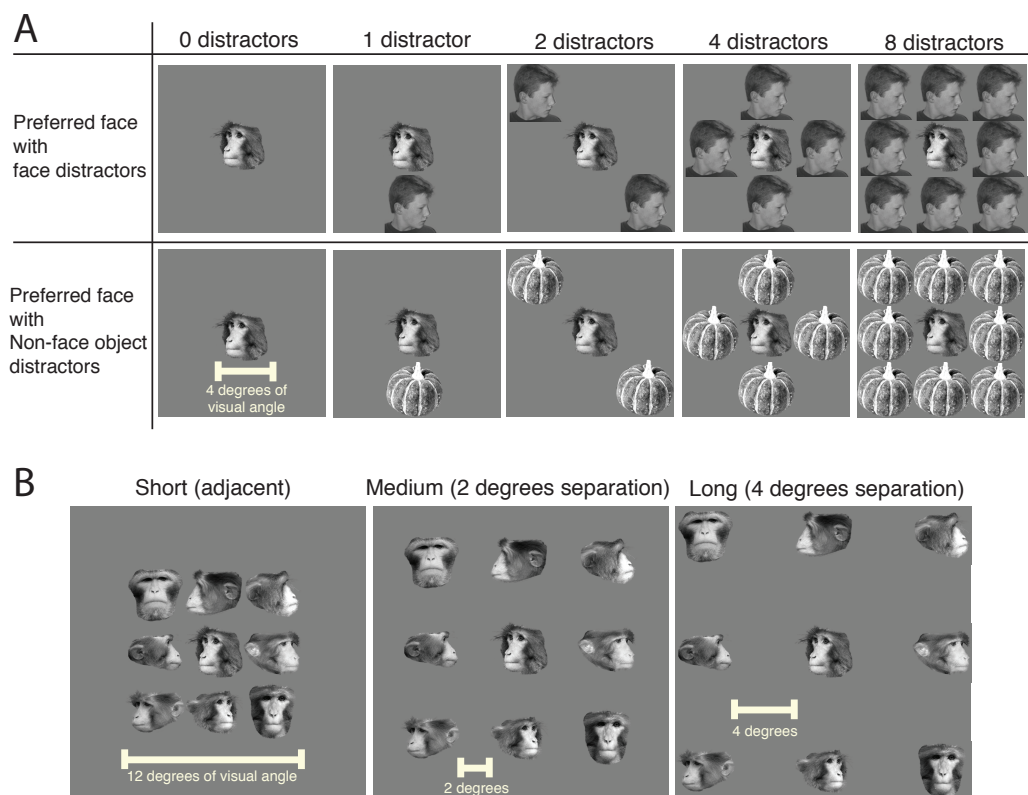 A
0 distractors
1 distractor
2 distractors
4 distractors
8 distractors
Preferred face
with
face distractors
Preferred face
with
Non-face object
distractors
4 degrees of
visual angle
B
Short (adjacent)
Medium (2 degrees separation)
Long (4 degrees separation)
12 degrees of visual angle
2 degrees
4 degrees